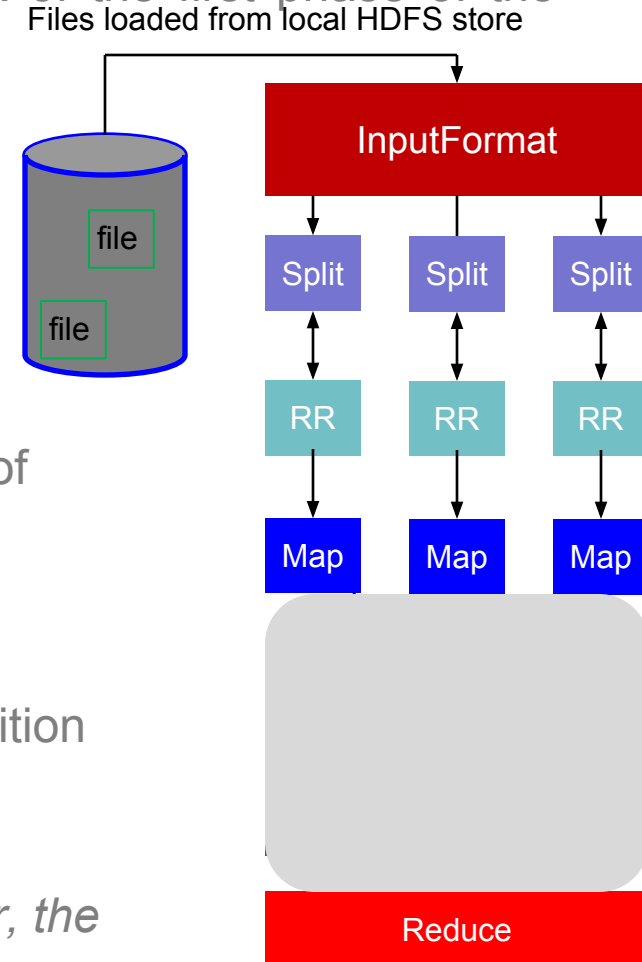 Files loaded from local HDFS store
InputFormat
file
file
Split Split Split
RR RR RR
of
Map Map Map
ition
r, the
Reduce